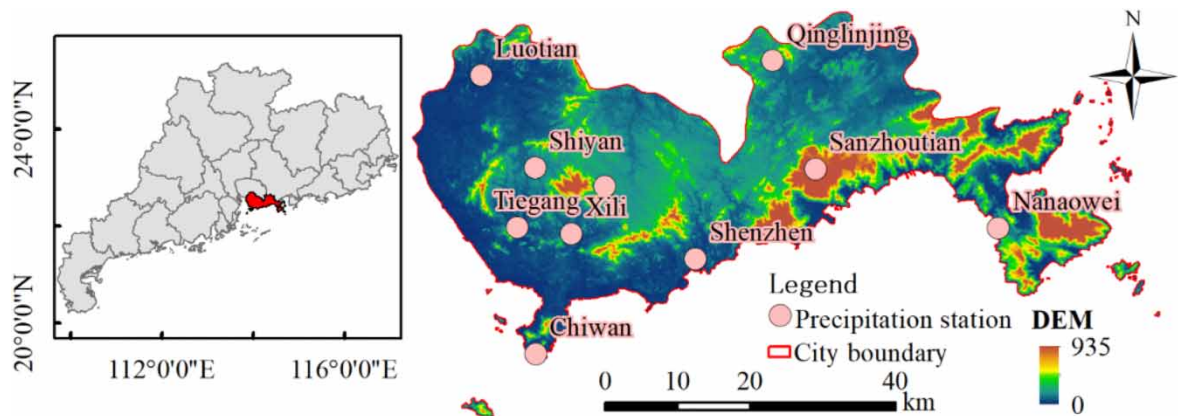 24°0'0"N
20°0'0"N
112°0'0"E
116°0'0"E
Luotian
Qinglinjing
N
Shiyan
Sanzhoutian
Tiegang
Xili
Nanaowei
Shenzhen
Chiwan
Legend
Precipitation station
City boundary
DEM
935
0
0 10 20 40
km